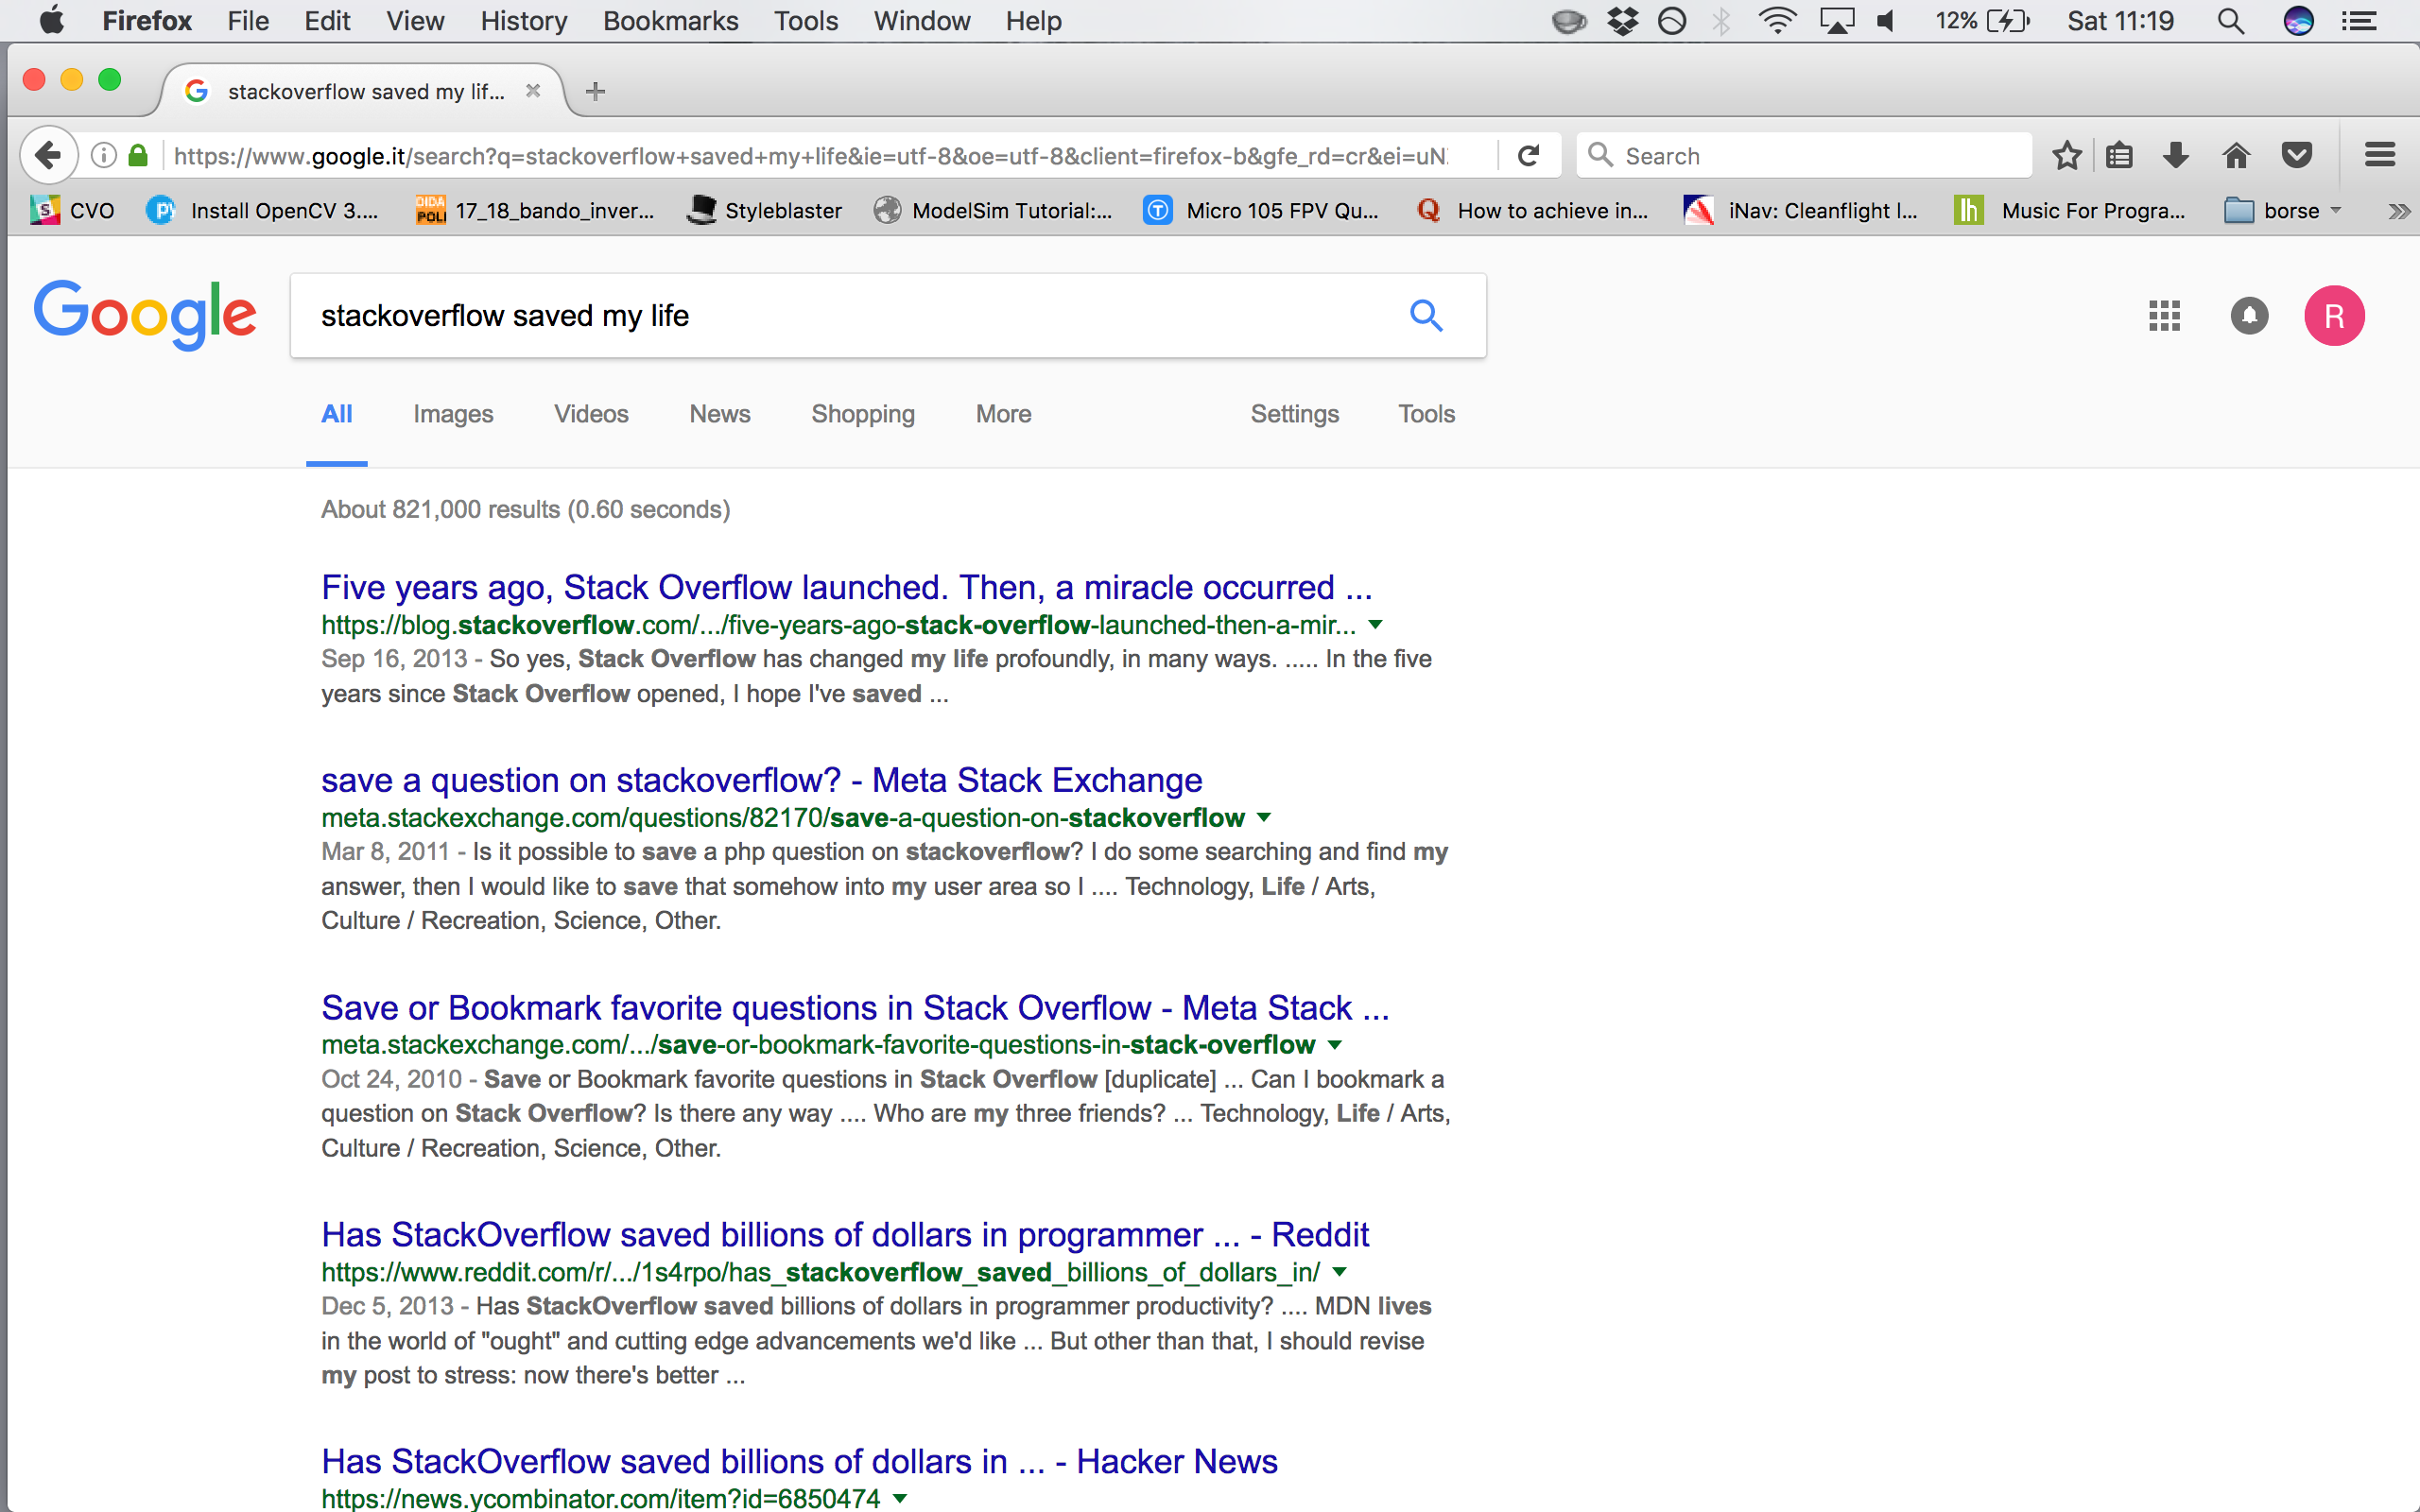 Firefox File Edit View History Bookmarks Tools Window Help 12% Sat 11:19
stackoverflow saved my lif...
https://www.google.it/search?q=stackoverflow+saved+my+life&ie=utf-8&oe=utf-8&client=firefox-b&gfe_rd=cr&ei=uN Search
CVO Install OpenCV 3.... 17_18_bando_inver... Styleblaster ModelSim Tutorial:... Micro 105 FPV Qu... How to achieve in... iNav: Cleanflight I... Music For Progra... borse
Google stackoverflow saved my life R
All Images Videos News Shopping More Settings Tools
About 821,000 results (0.60 seconds)
Five years ago, Stack Overflow launched. Then, a miracle occurred ...
https://blog.stackoverflow.com/.../five-years-ago-stack-overflow-launched-then-a-mir...
Sep 16, 2013 - So yes, Stack Overflow has changed my life profoundly, in many ways. ..... In the five
years since Stack Overflow opened, I hope I've saved ...
save a question on stackoverflow? - Meta Stack Exchange
meta.stackexchange.com/questions/82170/save-a-question-on-stackoverflow
Mar 8, 2011 - Is it possible to save a php question on stackoverflow? I do some searching and find my
answer, then I would like to save that somehow into my user area so I .... Technology, Life / Arts,
Culture / Recreation, Science, Other.
Save or Bookmark favorite questions in Stack Overflow - Meta Stack ...
meta.stackexchange.com/.../save-or-bookmark-favorite-questions-in-stack-overflow
Oct 24, 2010 - Save or Bookmark favorite questions in Stack Overflow [duplicate] ... Can I bookmark a
question on Stack Overflow? Is there any way .... Who are my three friends? ... Technology, Life / Arts,
Culture / Recreation, Science, Other.
Has StackOverflow saved billions of dollars in programmer ... - Reddit
https://www.reddit.com/r/.../1s4rpo/has_stackoverflow_saved_billions_of_dollars_in/
Dec 5, 2013 - Has StackOverflow saved billions of dollars in programmer productivity? .... MDN lives
in the world of "ought" and cutting edge advancements we'd like ... But other than that, I should revise
my post to stress: now there's better ...
Has StackOverflow saved billions of dollars in ... - Hacker News
https://news.ycombinator.com/item?id=6850474